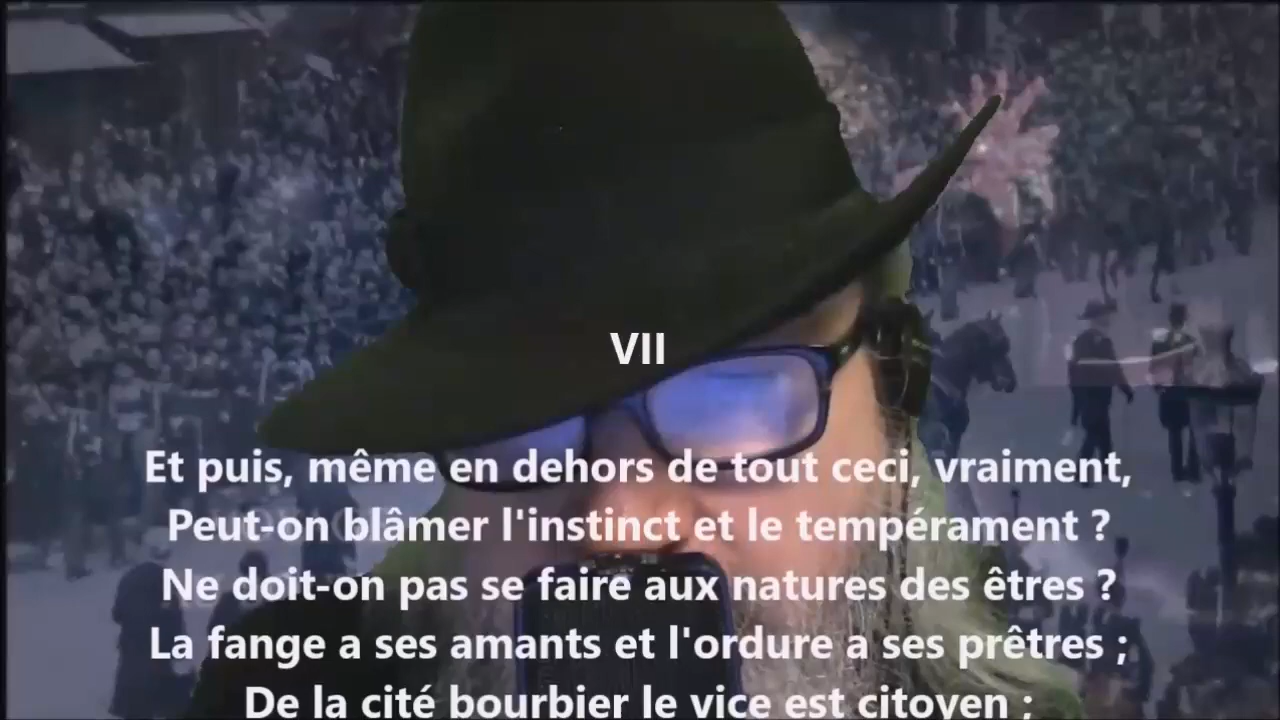 VII
Et puis, même en dehors de tout ceci, vraiment,
Peut-on blâmer l'instinct et le tempérament ?
Ne doit-on pas se faire aux natures des êtres ?
La fange a ses amants et l'ordure a ses prêtres ;
De la cité bourbier le vice est citoyen ;